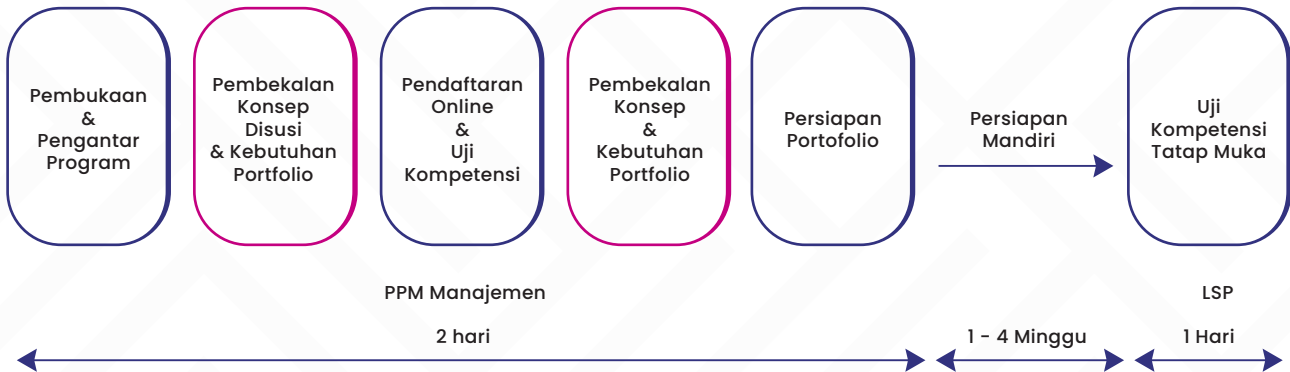 Pembukaan
&
Pengantar
Program
Pembekalan
Konsep
Disusi
& Kebutuhan
Portfolio
Pendaftaran
Online
&
Uji
Kompetensi
Pembekalan
Konsep
&
Kebutuhan
Portfolio
Persiapan
Portofolio
Persiapan
Mandiri
Uji
Kompetensi
Tatap Muka
PPM Manajemen
LSP
2 hari
1 - 4 Minggu
1 Hari